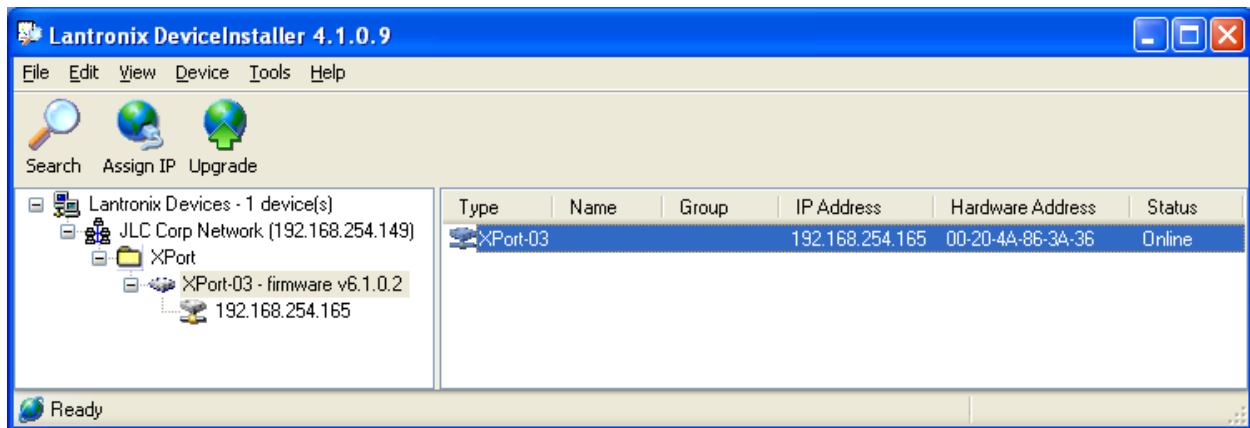 Lantronix DeviceInstaller 4.1.0.9
File Edit View Device Tools Help
Search Assign IP Upgrade
Lantronix Devices - 1 device(s)
JLC Corp Network (192.168.254.149)
XPort
XPort-03 - firmware v6.1.0.2
192.168.254.165
Type Name Group IP Address Hardware Address Status
XPort-03 192.168.254.165 00-20-4A-86-3A-36 Online
Ready